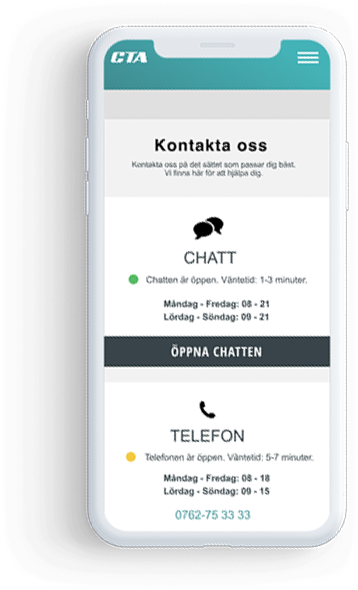 CTA
Kontakta oss
Kontakta oss på det sättet som passar dig bäst.
Vi finns här för att hjälpa dig.
CHATT
Chatten är öppen. Väntetid: 1-3 minuter.
Måndag - Fredag: 08 - 21
Lördag - Söndag: 09 - 21
ÖPPNA CHATTEN
TELEFON
Telefonen är öppen. Väntetid: 5-7 minuter.
Måndag - Fredag: 08 - 18
Lördag - Söndag: 09 - 15
0762-75 33 33